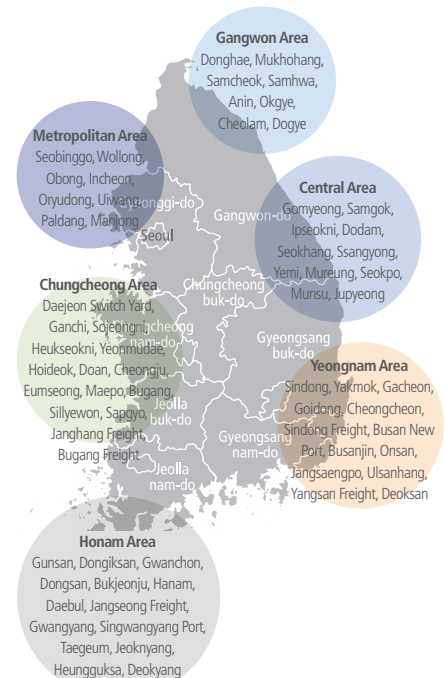 Gangwon Area
Donghae, Mukhohang,
Samcheok, Samhwa,
Anin, Okgye,
Cheolam, Dogye
Metropolitan Area
Seobinggo, Wollong,
Obong, Incheon,
Oryudong, Uiwang,
Paldang, Manjong
Seoul
Gangwon-do
Central Area
Gomyeong, Samgok,
Ipseokni, Dodam,
Seokhang, Ssangyong,
Yemi, Mureung, Seokpo,
Munsu, Jupyeong
Chungcheong Area
Daejeon Switch Yard,
Ganchi, Sojeongni,
Heukseokni, Yeonmudae,
Hoideok, Doan, Cheongju,
Eumseong, Maepo, Bugang,
Sillyewon, Sapgyo,
Janghang Freight,
Bugang Freight
Chungcheong
buk-do
nam-do
Gyeongsang
buk-do
Jeolla
buk-do
Gyeongsang
nam-do
Jeolla
nam-do
Yeongnam Area
Sindong, Yakmok, Gacheon,
Goidong, Cheongcheon,
Sindong Freight, Busan New
Port, Busanjin, Onsan,
Jangsaengpo, Ulsanhang,
Yangsan Freight, Deoksan
Honam Area
Gunsan, Dongiksan, Gwanchon,
Dongsan, Bukjeonju, Hanam,
Daebul, Jangseong Freight,
Gwangyang, Singwangyang Port,
Taegeum, Jeoknyang,
Heungguksa, Deokyang